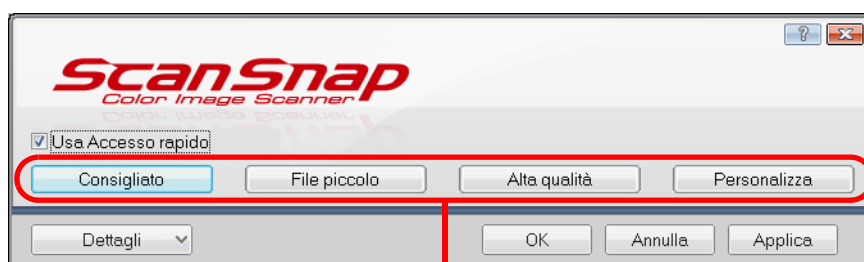 ScanSnap
Color Image Scanner
Usa Accesso rapido
Consigliato File piccolo Alta qualità Personalizza
Dettagli OK Annulla Applica